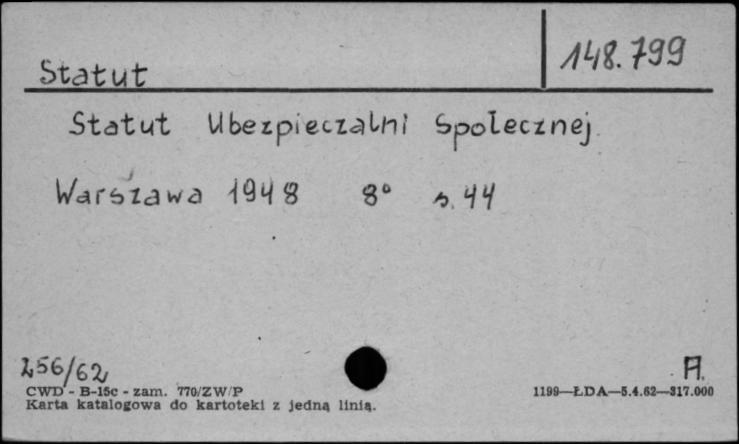 Statut
148.799
Statut Ubezpieczalni Społecznej.
Warszawa 1948 8° s. 44
256/62
A.
CWD - B-15c - zam. 770/ZW/P
1199—ŁDA—5.4.62—317.000
Karta katalogowa do kartoteki z jedną linią.